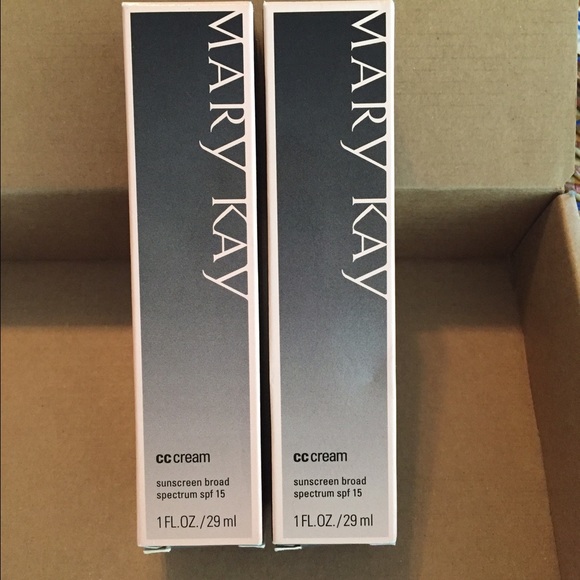 MARY KAY
cc cream
sunscreen broad
spectrum spf 15
1 FL.OZ./29 ml
MARY KAY
cc cream
sunscreen broad
spectrum spf 15
1 FL.OZ./29 ml